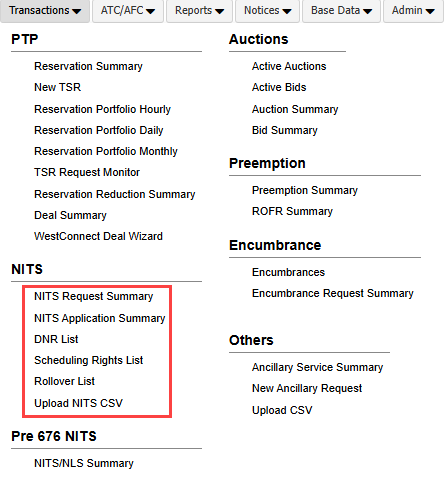 Transactions ATC/AFC Reports Notices Base Data Admin
PTP
Reservation Summary
New TSR
Reservation Portfolio Hourly
Reservation Portfolio Daily
Reservation Portfolio Monthly
TSR Request Monitor
Reservation Reduction Summary
Deal Summary
WestConnect Deal Wizard
NITS
NITS Request Summary
NITS Application Summary
DNR List
Scheduling Rights List
Rollover List
Upload NITS CSV
Pre 676 NITS
NITS/NLS Summary
Auctions
Active Auctions
Active Bids
Auction Summary
Bid Summary
Preemption
Preemption Summary
ROFR Summary
Encumbrance
Encumbrances
Encumbrance Request Summary
Others
Ancillary Service Summary
New Ancillary Request
Upload CSV